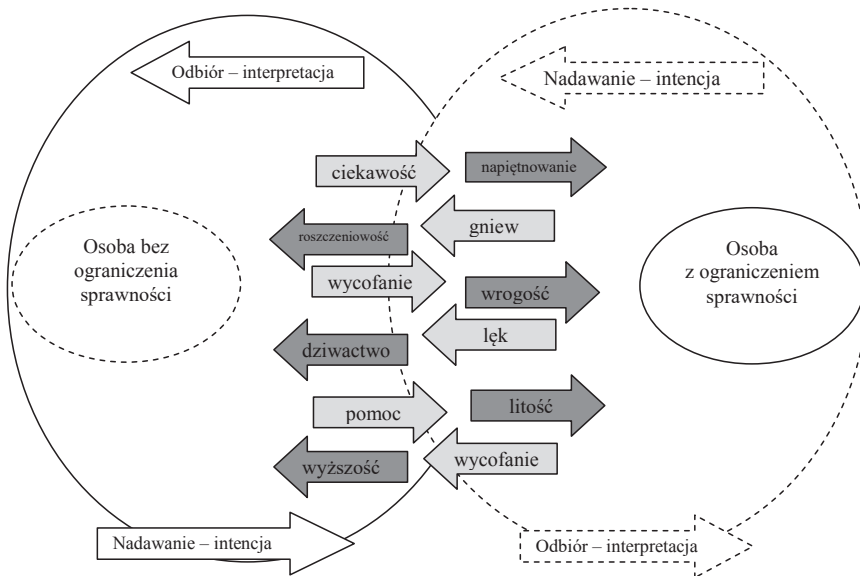 Odbiór – interpretacja
Nadawanie – intencja
ciekawość
napiętnowanie
roszczeniowość
gniew
Osoba bez
ograniczenia
sprawności
Osoba
z ograniczeniem
sprawności
wycofanie
wrogość
dziwactwo
lęk
pomoc
litość
wyższość
wycofanie
Nadawanie – intencja
Odbiór – interpretacja